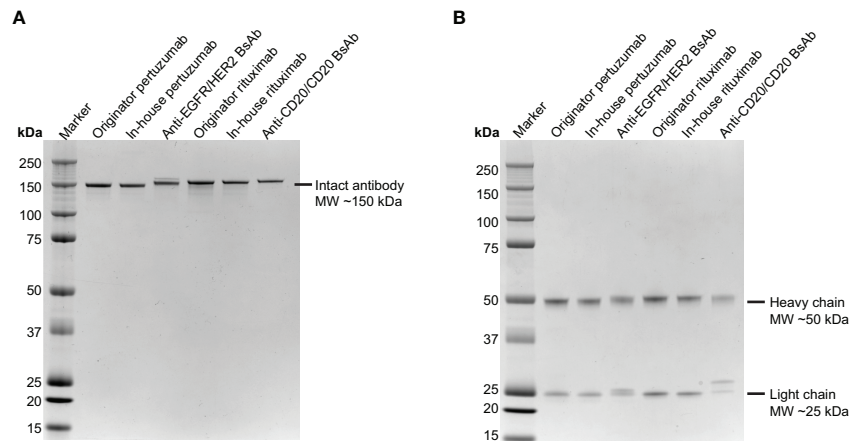 A
kDa
Marker
Originator pertuzumab
In-house pertuzumab
Anti-EGFR/HER2 BsAb
Originator rituximab
In-house rituximab
Anti-CD20/CD20 BsAb
250
150
100
75
50
37
25
20
15
Intact antibody
MW ~150 kDa
B
kDa
Marker
Originator pertuzumab
In-house pertuzumab
Anti-EGFR/HER2 BsAb
Originator rituximab
In-house rituximab
Anti-CD20/CD20 BsAb
250
150
100
75
50
37
25
20
15
Heavy chain
MW ~50 kDa
Light chain
MW ~25 kDa